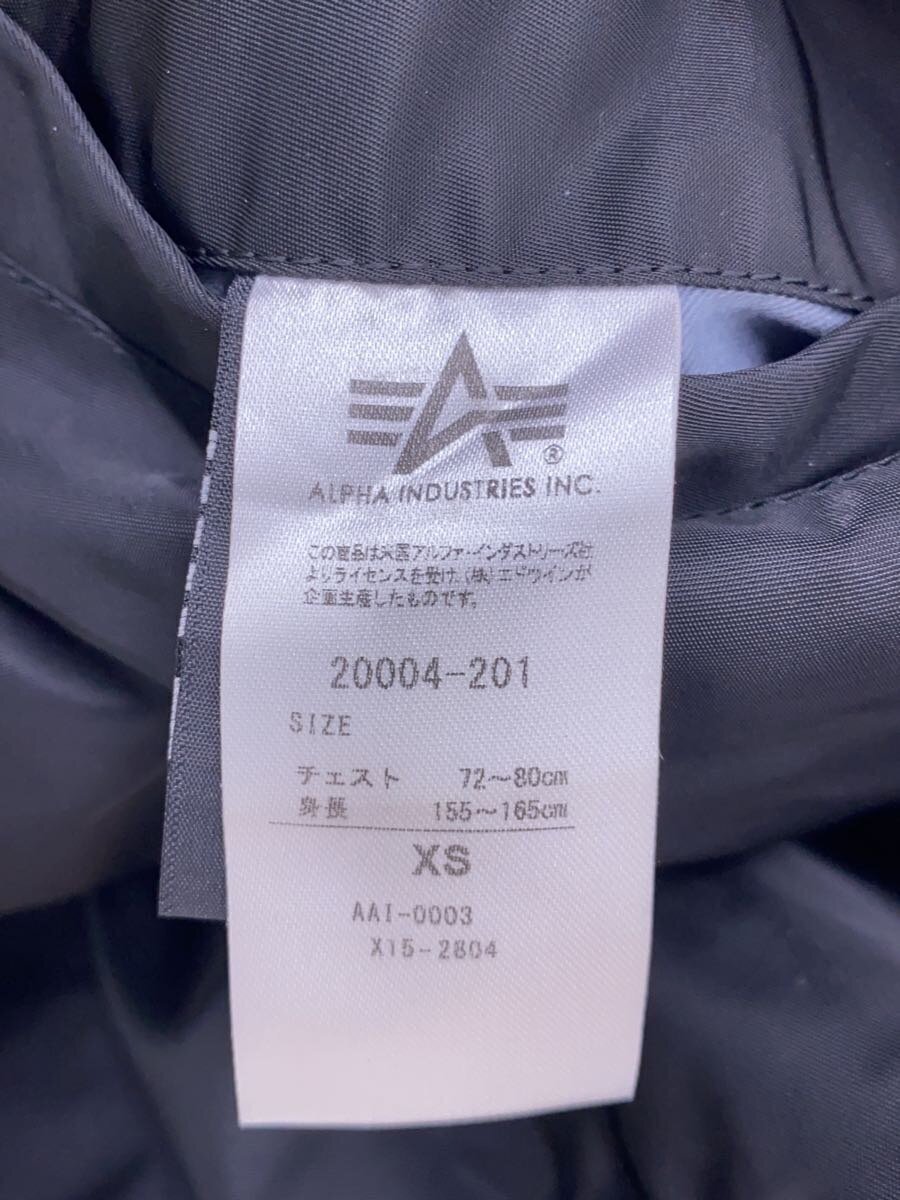 ®
ALPHA INDUSTRIES INC.
この商品は米国アルファ・インダストリーズ社
よりライセンスを受け、(株)エドウインが
企画生産したものです。
20004-201
SIZE
チェスト 72〜80cm
身長 155〜165cm
XS
AAI-0003
X15-2804